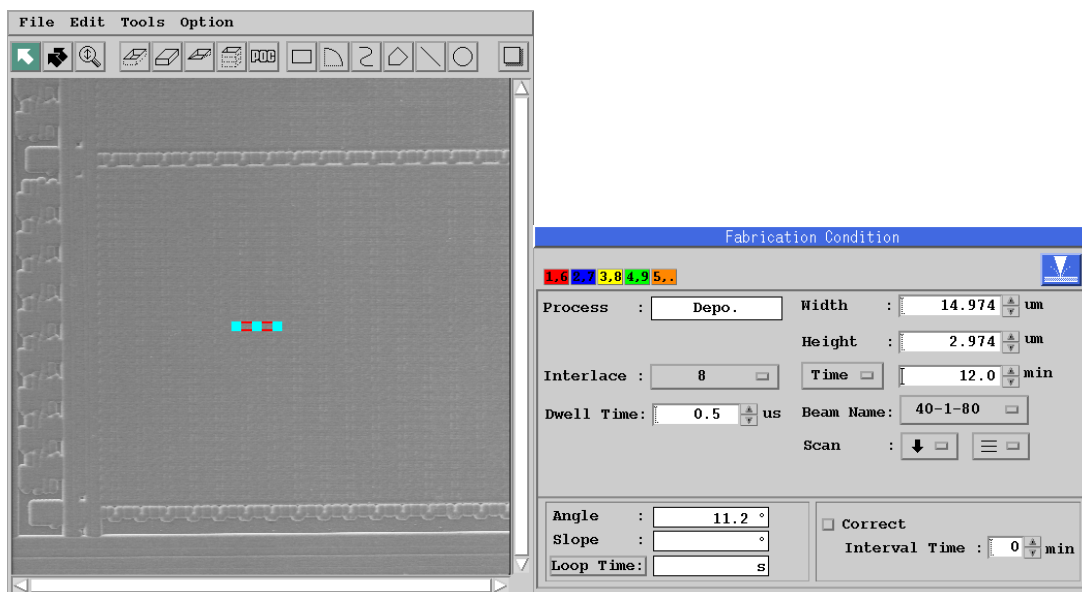 File Edit Tools Option
Fabrication Condition
1,6 2,7 3,8 4,9 5,.
Process : Depo.
Width : 14.974 um
Height : 2.974 um
Interlace : 8
Time 12.0 min
Dwell Time: 0.5 us
Beam Name: 40-1-80
Scan :
Angle : 11.2 °
Slope : °
Loop Time: s
Correct
Interval Time : 0 min